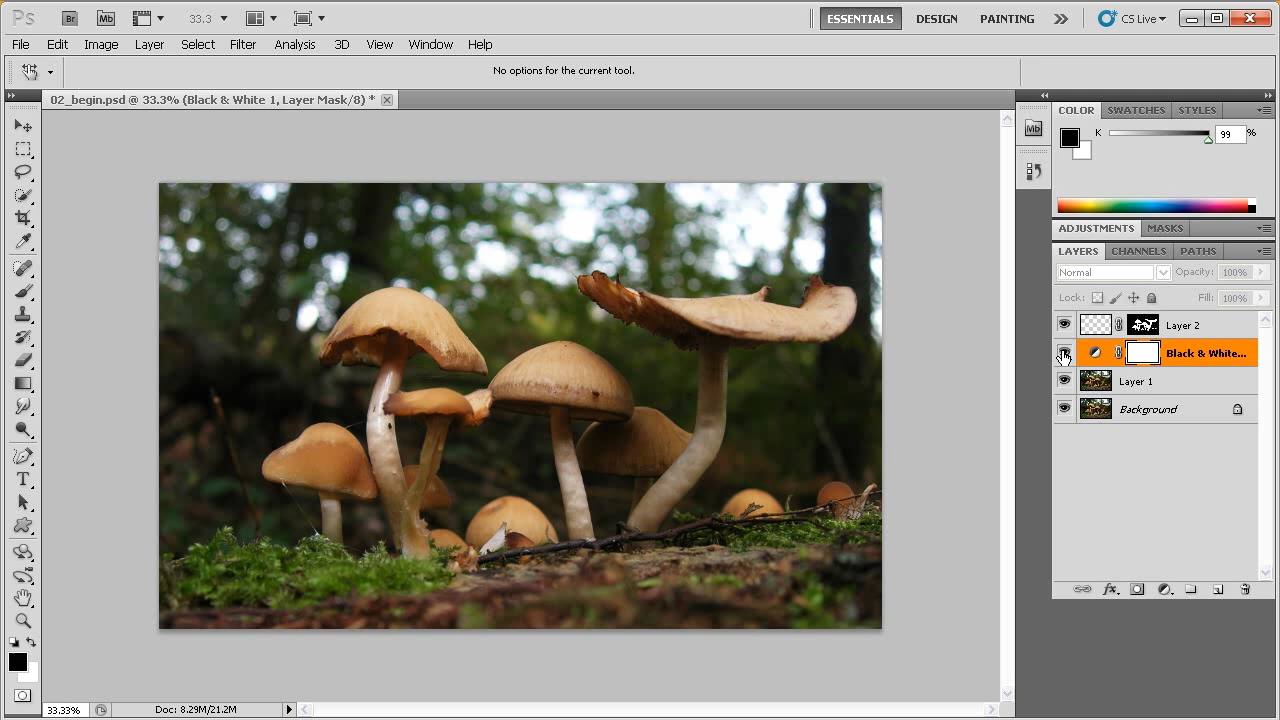 Ps Br Mb 33.3 ESSENTIALS DESIGN PAINTING CS Live
File Edit Image Layer Select Filter Analysis 3D View Window Help
No options for the current tool.
02_begin.psd @ 33.3% (Black & White 1, Layer Mask/8) *
COLOR SWATCHES STYLES
Mb
K 99 %
ADJUSTMENTS MASKS
LAYERS CHANNELS PATHS
Normal Opacity: 100%
Lock: Fill: 100%
Layer 2
Black & White...
Layer 1
Background
T
fx
33.33% Doc: 8.29M/21.2M